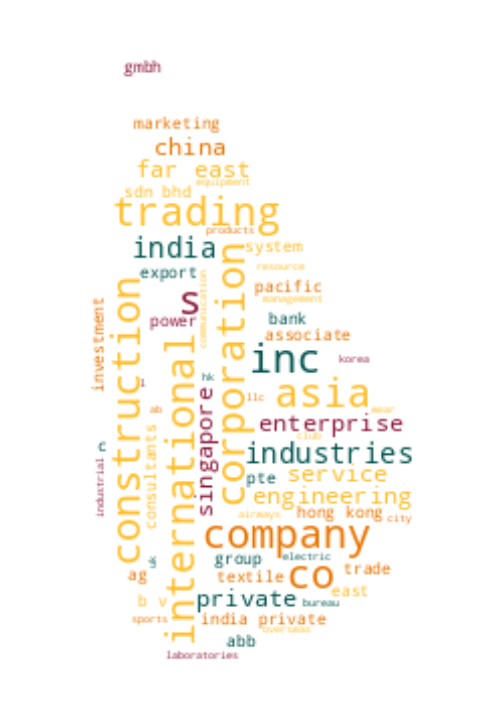 gmbh
marketing
china
far east
equipment
sdn bhd
trading
products
india
system
export
resource
communication
pacific
management
s
power
bank
investment
associate
construction
corporation
inc
korea
international
hk
l
asia
llc
singapore
ab
wear
enterprise
club
consultants
c
industries
industrial
pte
service
engineering
airways
hong kong
city
company
uk
group
electric
ag
textile
co
trade
east
b v
private
bureau
sports
india private
overseas
abb
laboratories